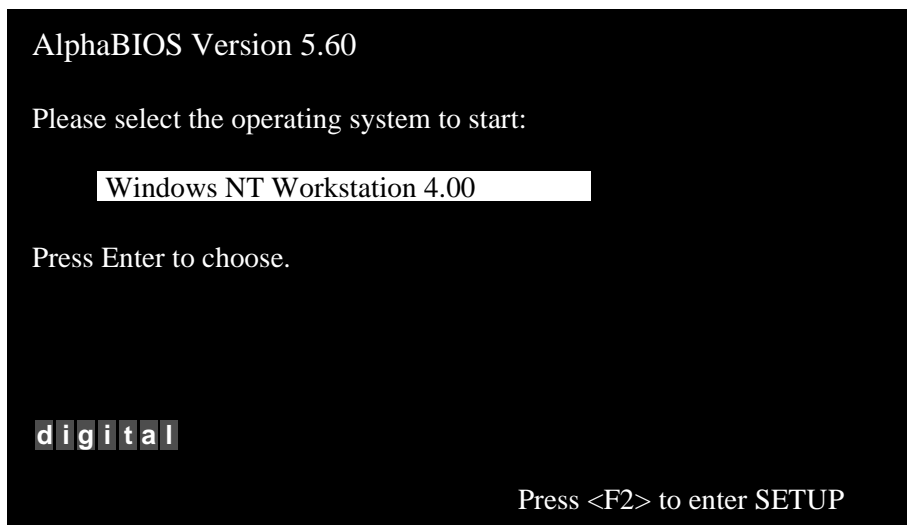 AlphaBIOS Version 5.60
Please select the operating system to start:
Windows NT Workstation 4.00
Press Enter to choose.
digital
Press <F2> to enter SETUP